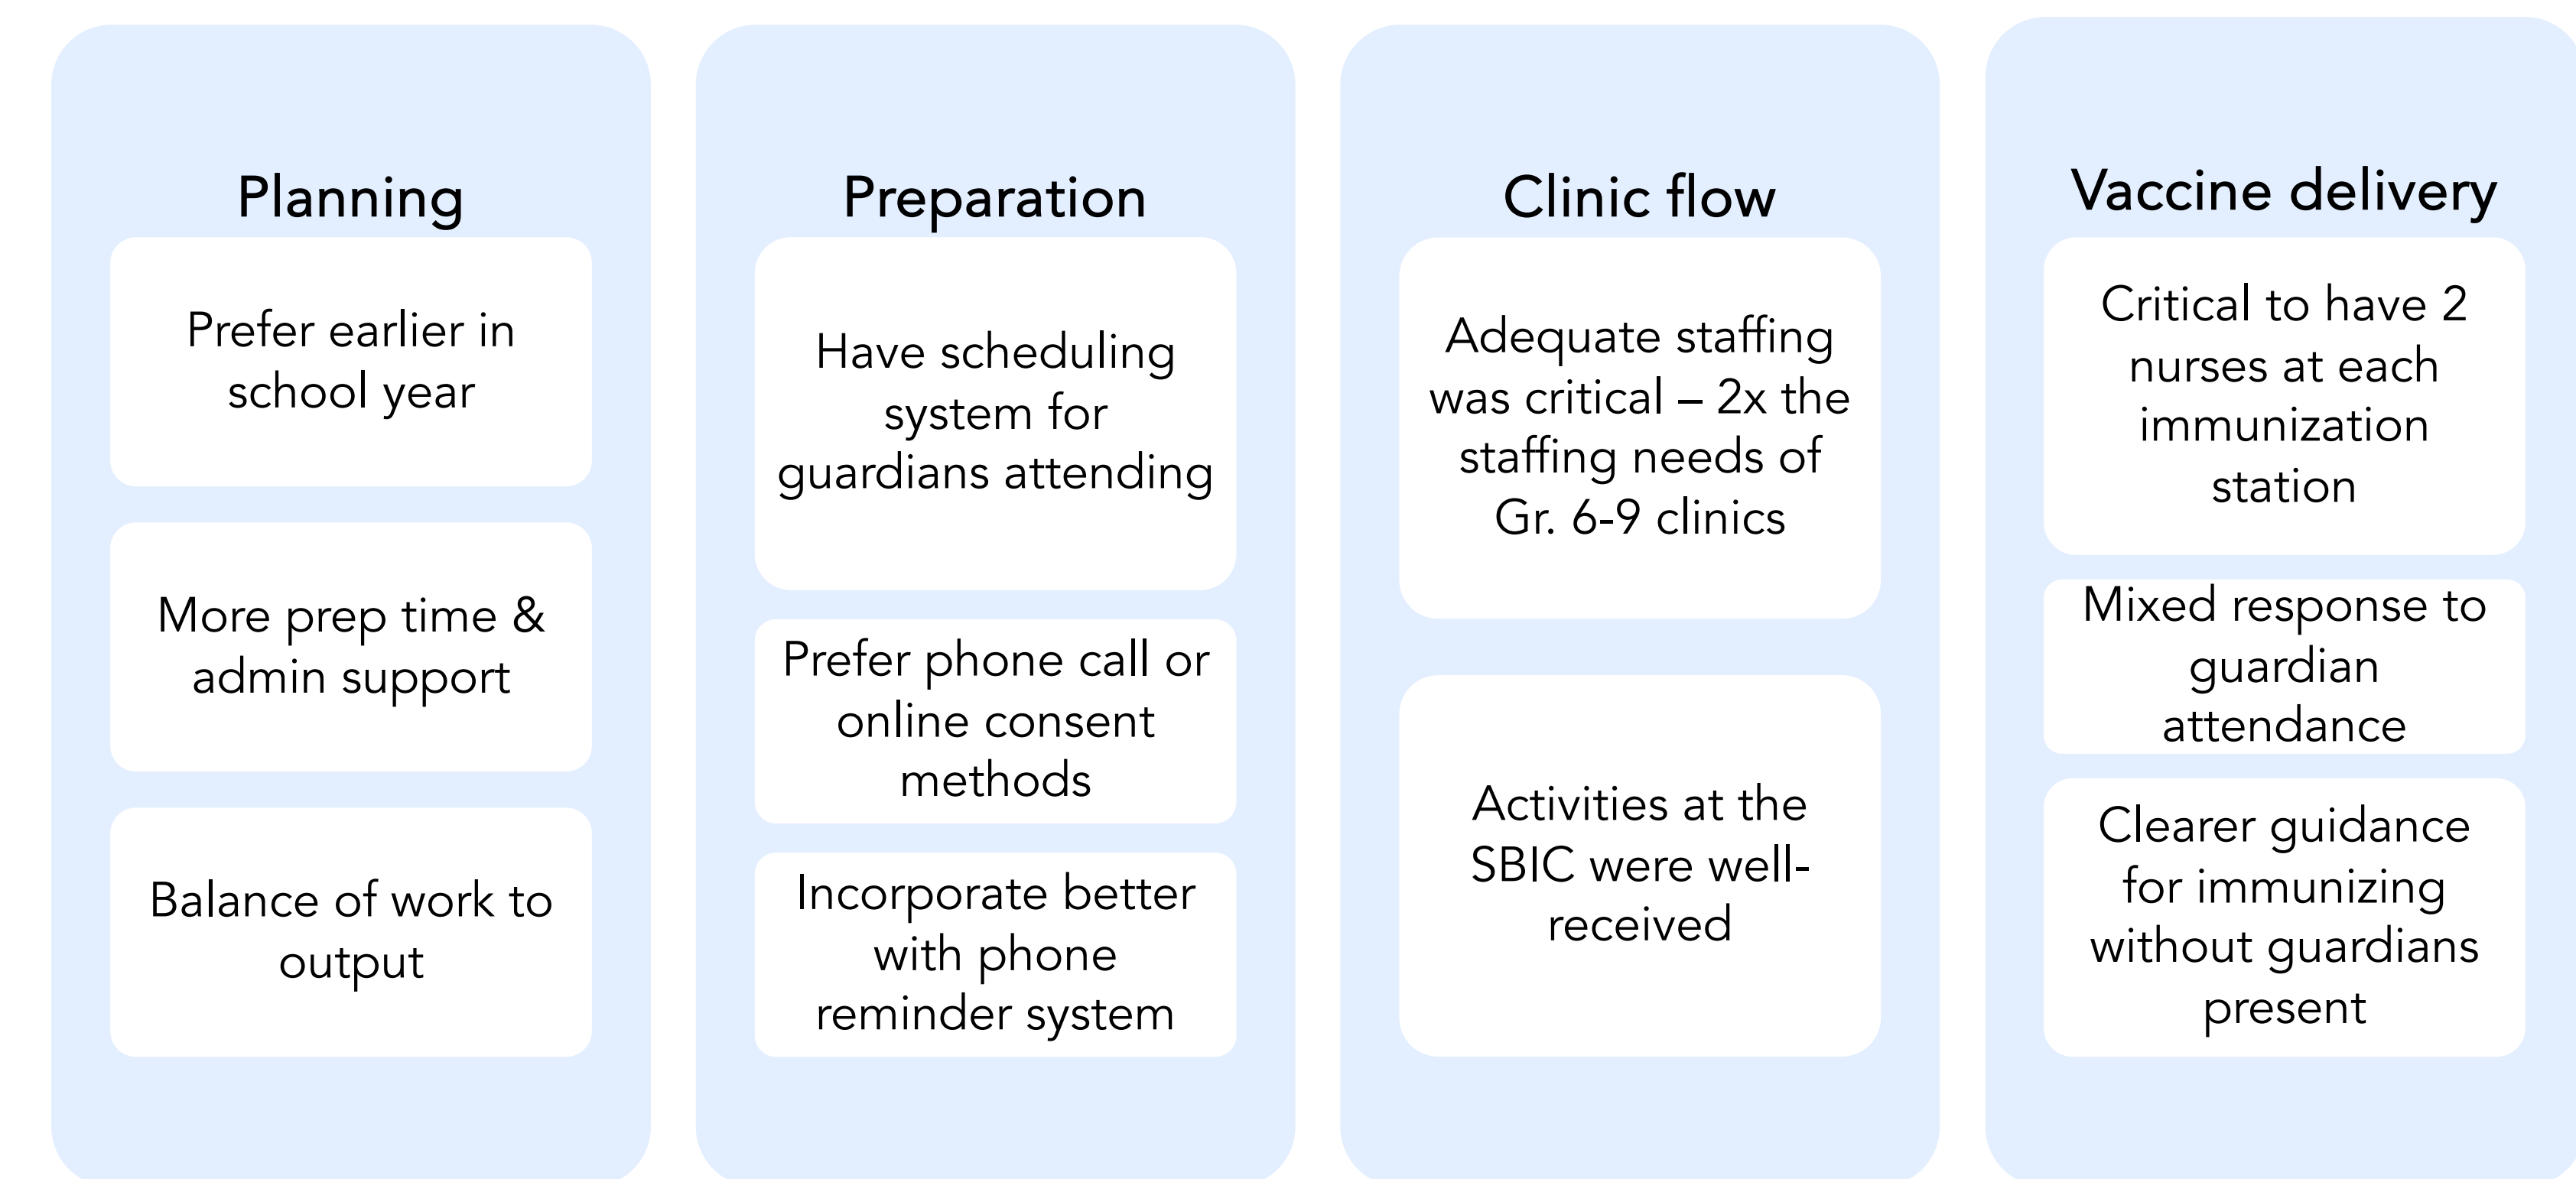 Planning
Prefer earlier in
school year
More prep time &
admin support
Balance of work to
output
Preparation
Have scheduling
system for
guardians attending
Prefer phone call or
online consent
methods
Incorporate better
with phone
reminder system
Clinic flow
Adequate staffing
was critical – 2x the
staffing needs of
Gr. 6-9 clinics
Activities at the
SBIC were well-
received
Vaccine delivery
Critical to have 2
nurses at each
immunization
station
Mixed response to
guardian
attendance
Clearer guidance
for immunizing
without guardians
present